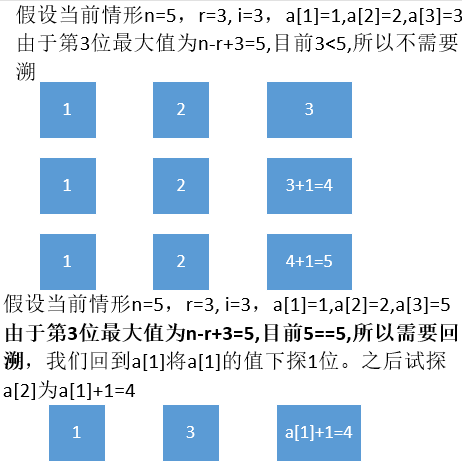 假设当前情形n=5，r=3, i=3，a[1]=1,a[2]=2,a[3]=3
由于第3位最大值为n-r+3=5,目前3<5,所以不需要
溯
1 2 3
1 2 3+1=4
1 2 4+1=5
假设当前情形n=5，r=3, i=3，a[1]=1,a[2]=2,a[3]=5
由于第3位最大值为n-r+3=5,目前5==5,所以需要回
溯，我们回到a[1]将a[1]的值下探1位。之后试探
a[2]为a[1]+1=4
1 3 a[1]+1=4